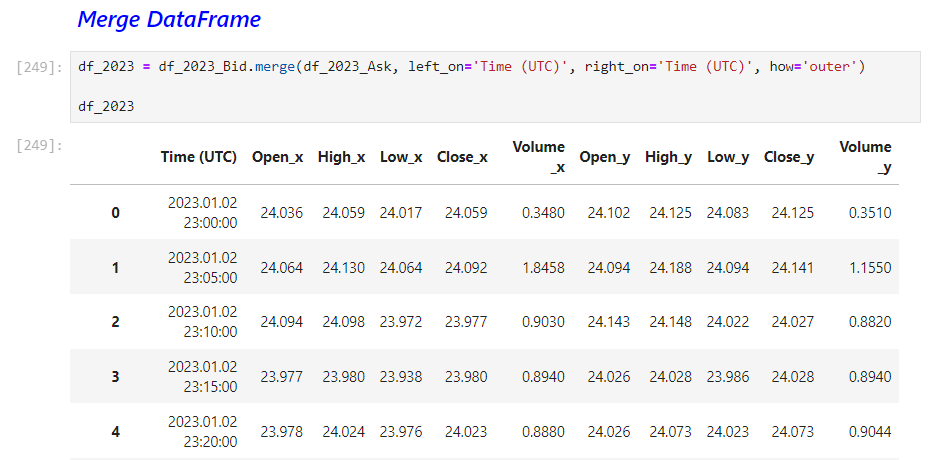 Merge DataFrame
[249]: df_2023 = df_2023_Bid.merge(df_2023_Ask, left_on='Time (UTC)', right_on='Time (UTC)', how='outer')
df_2023
[249]:
Time (UTC) Open_x High_x Low_x Close_x Volume_x Open_y High_y Low_y Close_y Volume_y
0 2023.01.02 23:00:00 24.036 24.059 24.017 24.059 0.3480 24.102 24.125 24.083 24.125 0.3510
1 2023.01.02 23:05:00 24.064 24.130 24.064 24.092 1.8458 24.094 24.188 24.094 24.141 1.1550
2 2023.01.02 23:10:00 24.094 24.098 23.972 23.977 0.9030 24.143 24.148 24.022 24.027 0.8820
3 2023.01.02 23:15:00 23.977 23.980 23.938 23.980 0.8940 24.026 24.028 23.986 24.028 0.8940
4 2023.01.02 23:20:00 23.978 24.024 23.976 24.023 0.8880 24.026 24.073 24.023 24.073 0.9044